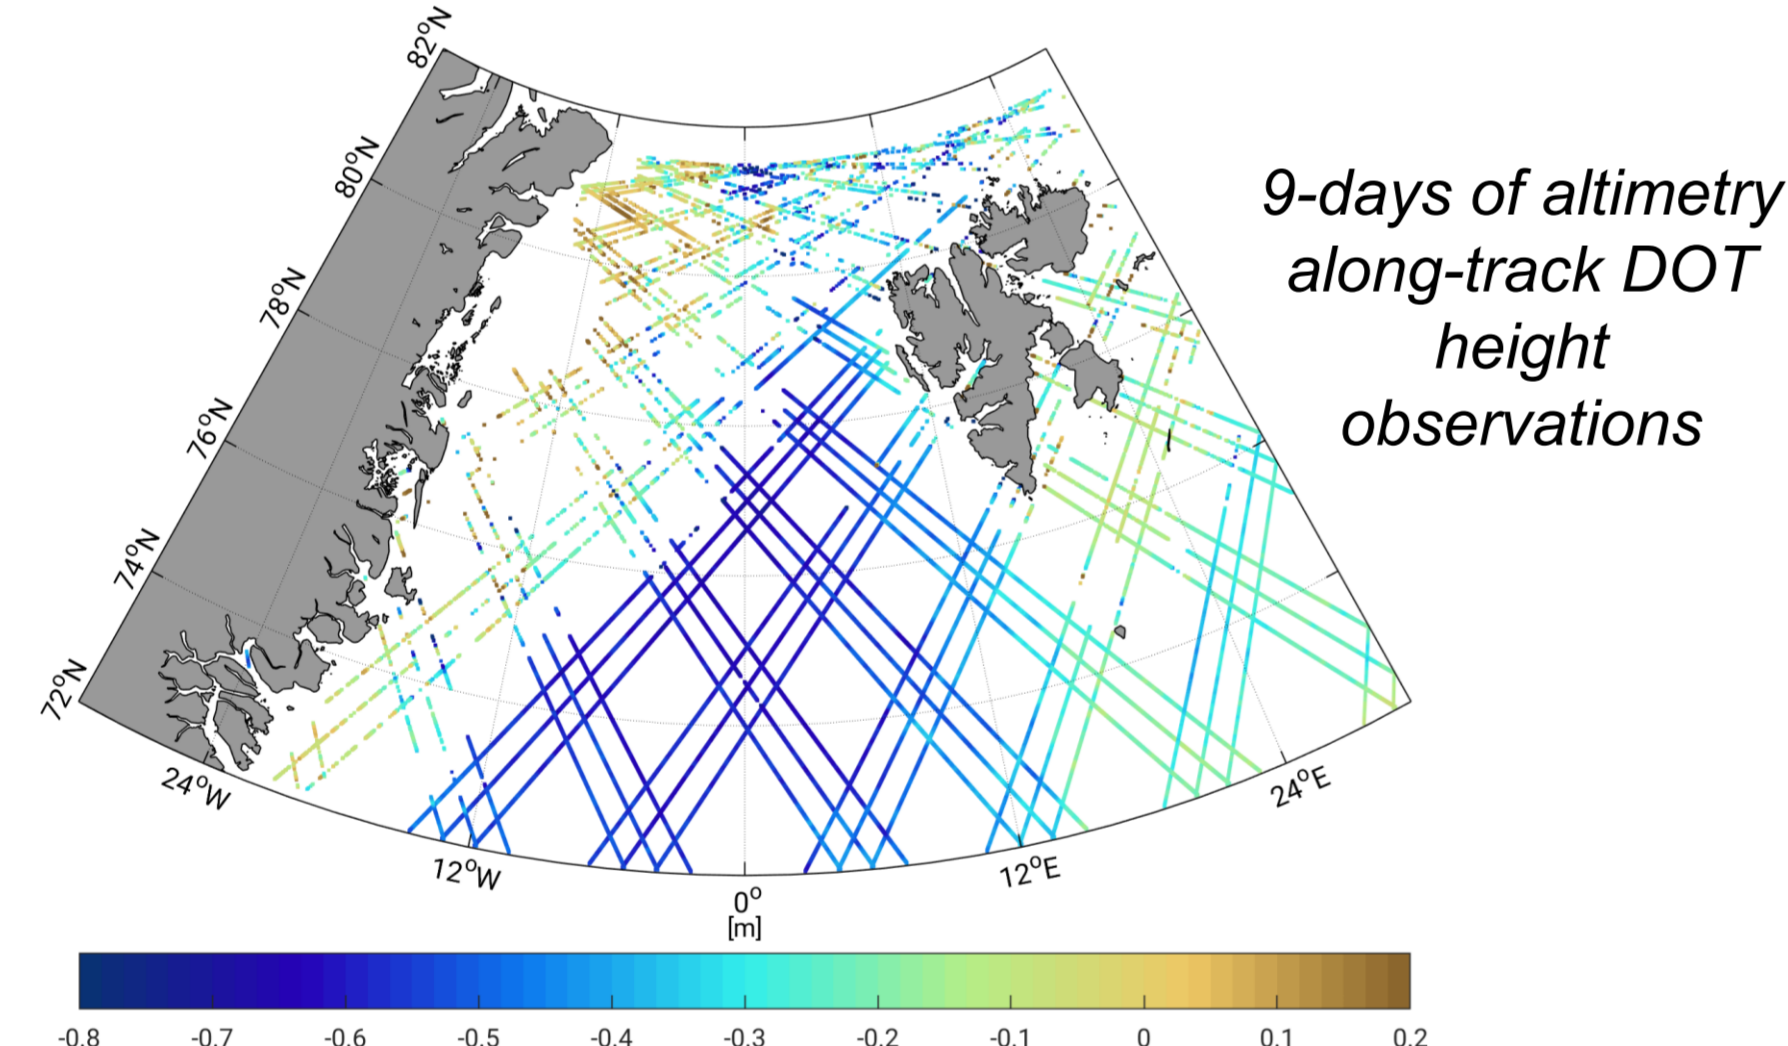 82°N
80°N
78°N
76°N
74°N
72°N
24°W
12°W
0°
12°E
24°E
[m]
-0.8 -0.7 -0.6 -0.5 -0.4 -0.3 -0.2 -0.1 0 0.1 0.2
9-days of altimetry
along-track DOT
height
observations